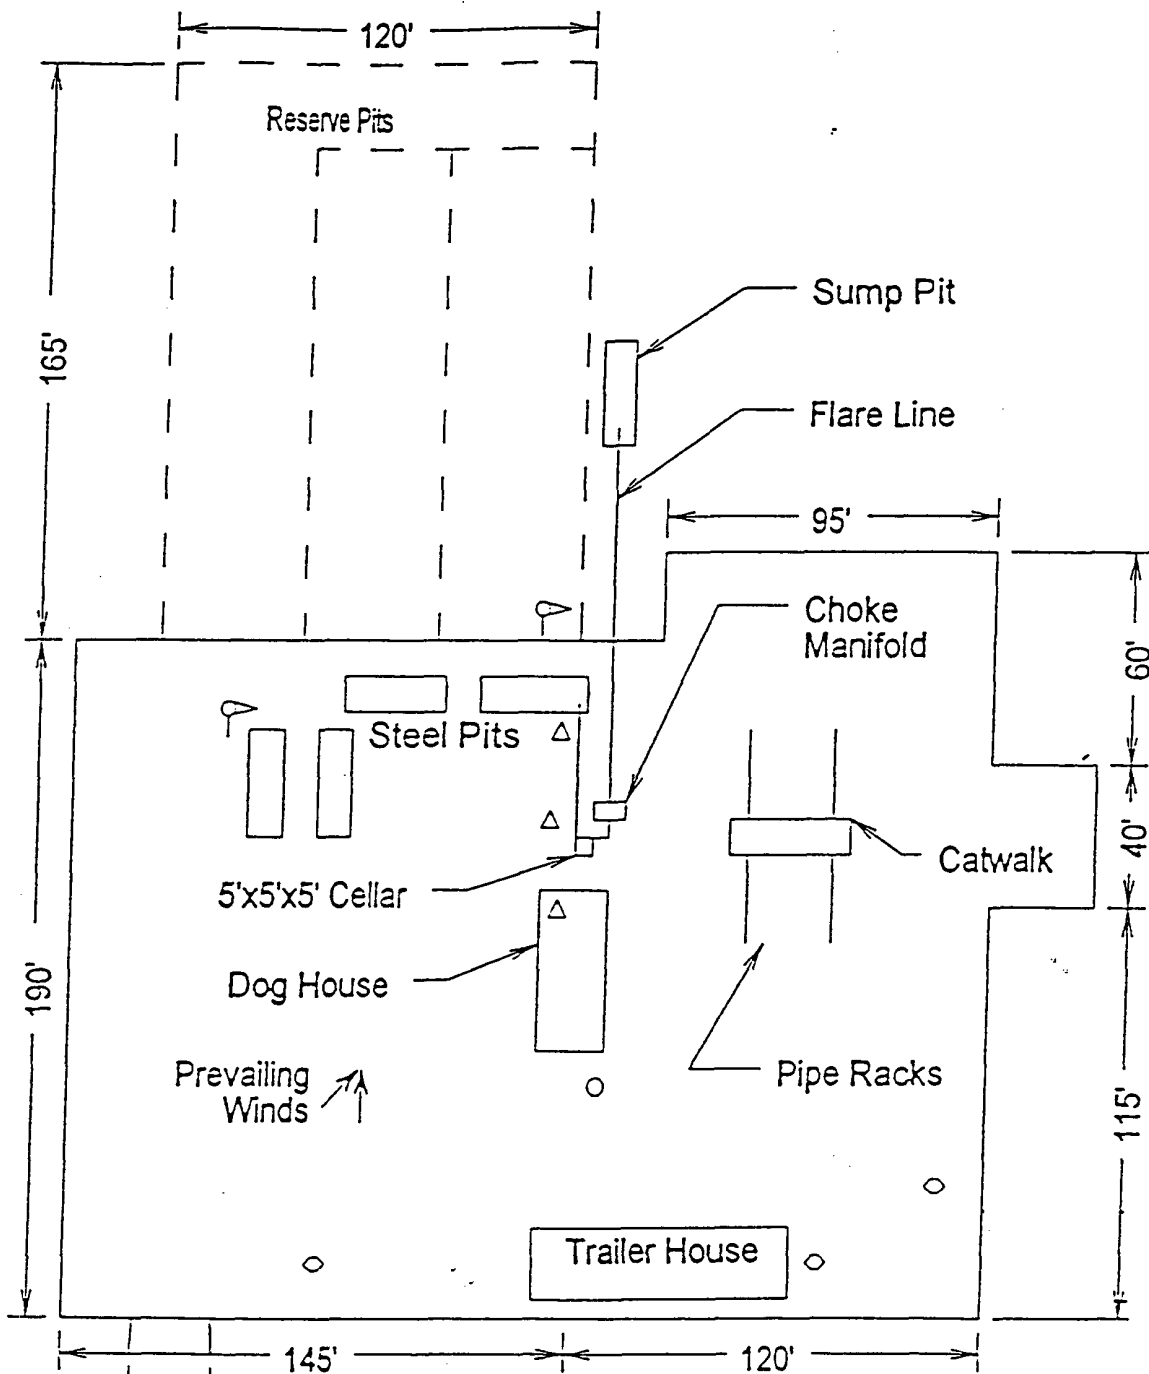 120'
Reserve Pits
Sump Pit
165'
Flare Line
95'
Choke
Manifold
60'
Steel Pits
40'
Catwalk
5'x5'x5' Cellar
190'
Dog House
Prevailing
Winds
Pipe Racks
115'
Trailer House
145'
120'